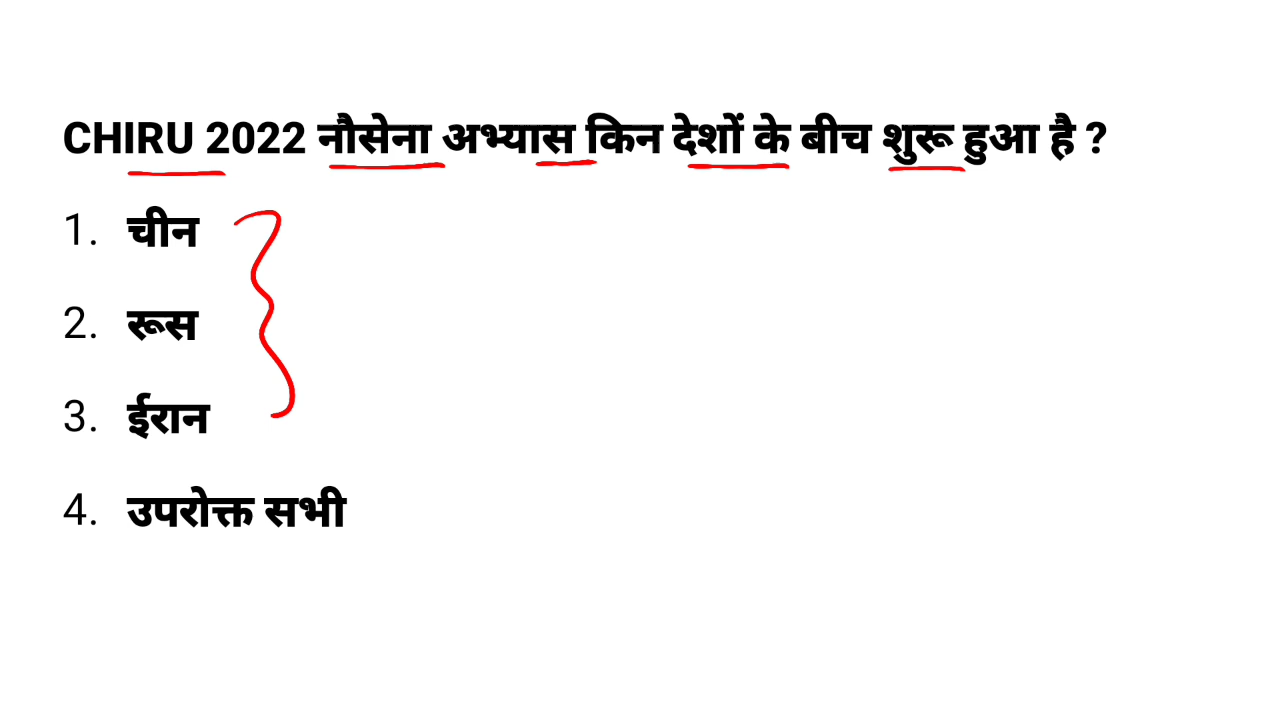 CHIRU 2022 नौसेना अभ्यास किन देशों के बीच शुरू हुआ है ?
1. चीन
2. रूस
3. ईरान
4. उपरोक्त सभी